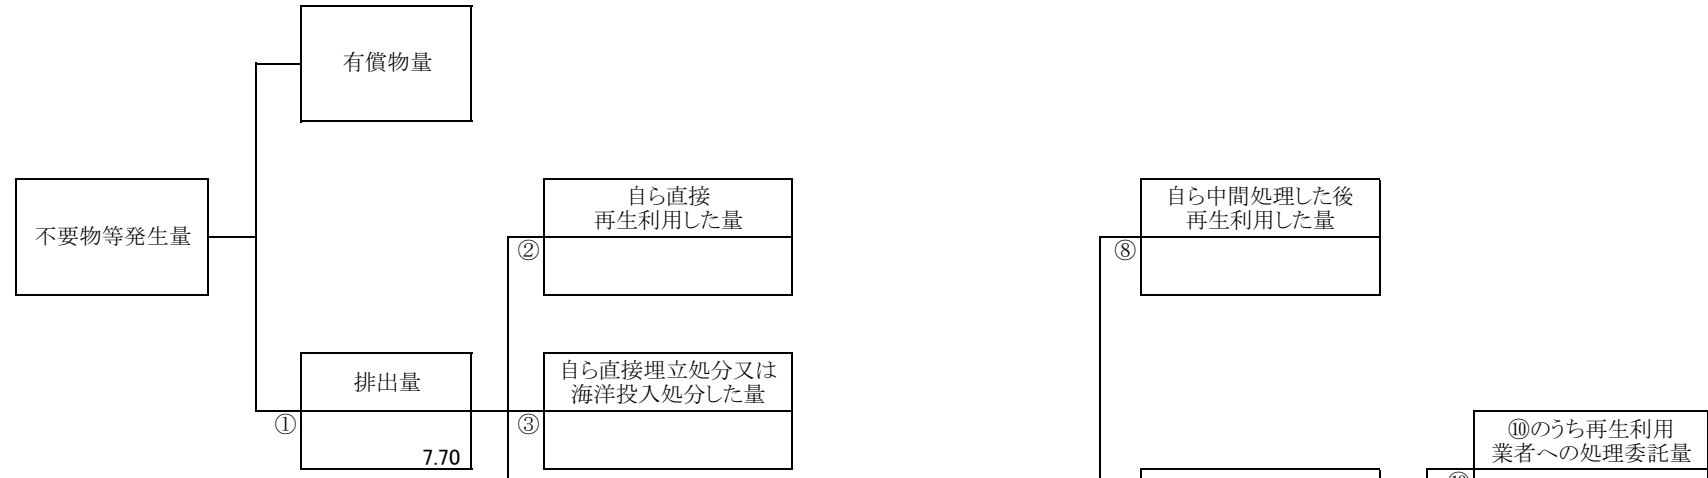 有償物量
不要物等発生量
自ら直接
再生利用した量
②
自ら中間処理した後
再生利用した量
⑧
排出量
①
7.70
自ら直接埋立処分又は
海洋投入処分した量
③
⑩のうち再生利用
業者への処理委託量